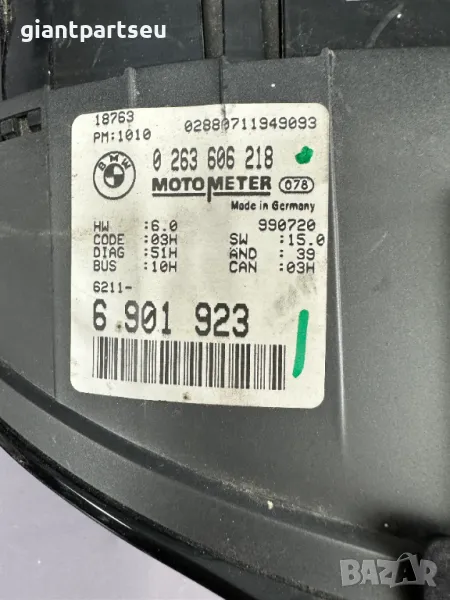 giantpartseu
18763
PM:1010
02880711949093
BMW
0 263 606 218
MOTOMETER
078
Made in Germany
HW :6.0 990720
CODE :03H SW :15.0
DIAG :51H AND : 39
BUS :10H CAN :03H
6211-
6 901 923
BAZAR
.bg